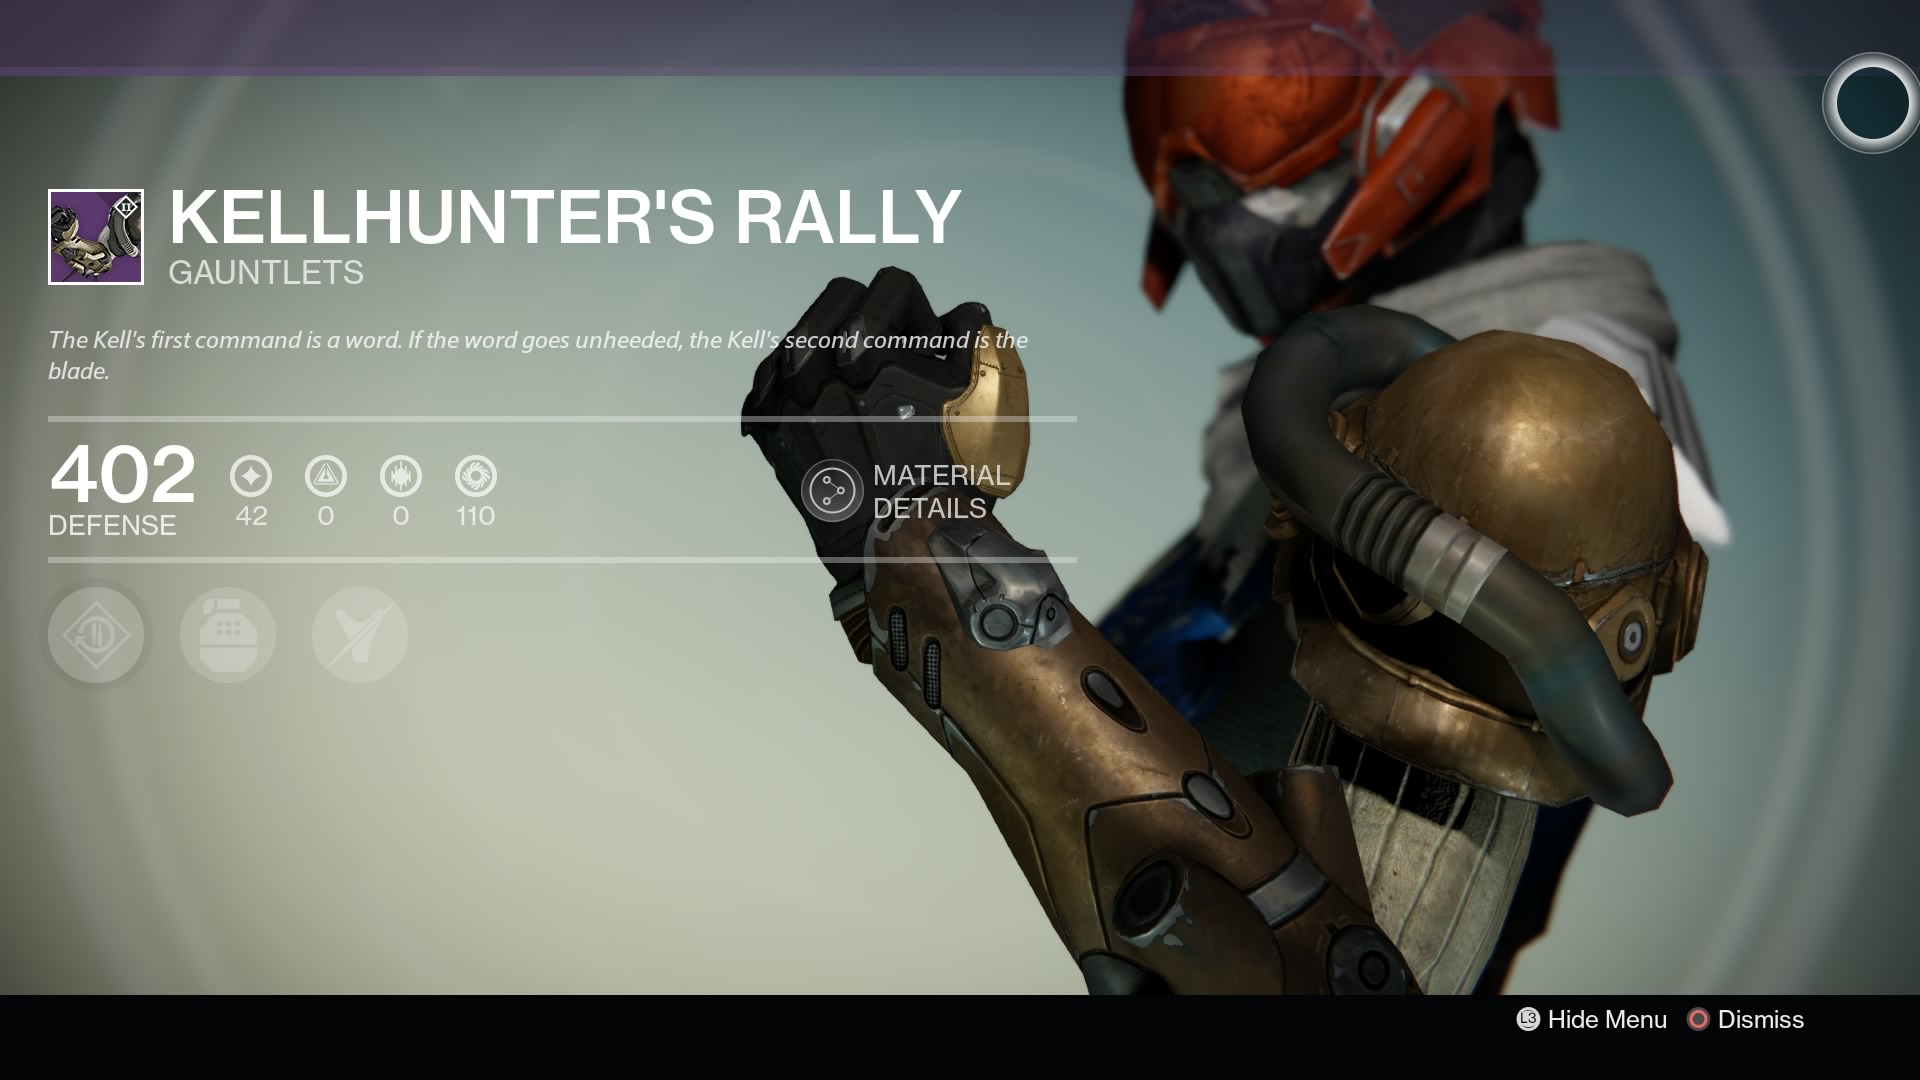 KELLHUNTER'S RALLY
GAUNTLETS
The Kell's first command is a word. If the word goes unheeded, the Kell's second command is the
blade.
402
DEFENSE
42
0
0
110
MATERIAL
DETAILS
L3 Hide Menu
Dismiss